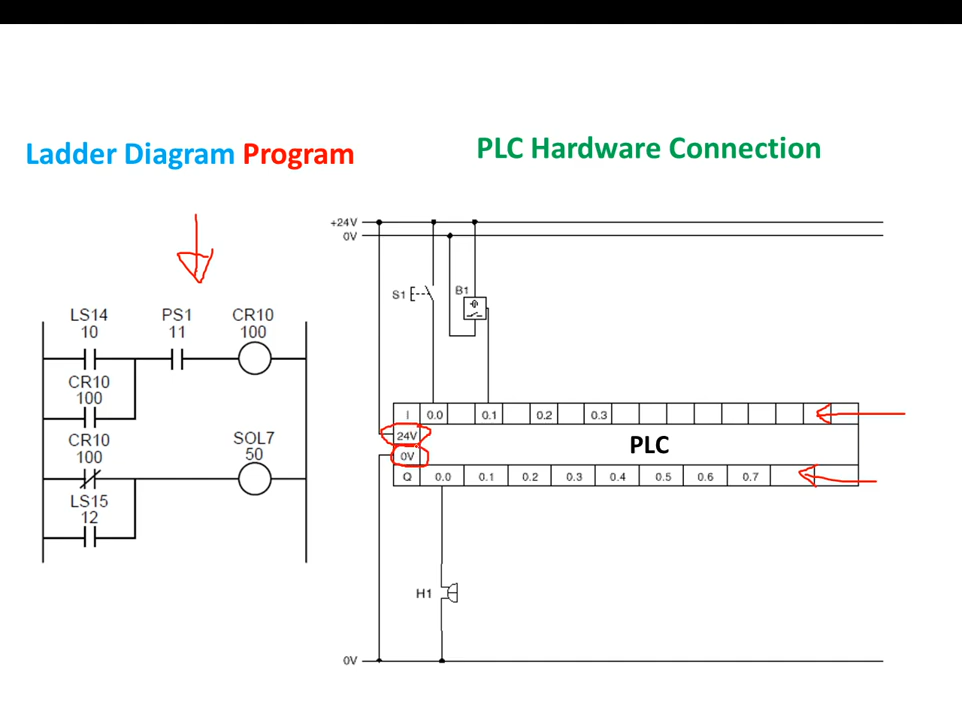 Ladder Diagram Program
PLC Hardware Connection
+24V
0V
S1
B1
LS14
10
PS1
11
CR10
100
CR10
100
CR10
100
SOL7
50
LS15
12
I 0.0 0.1 0.2 0.3
24V
PLC
0V
Q 0.0 0.1 0.2 0.3 0.4 0.5 0.6 0.7
H1
0V